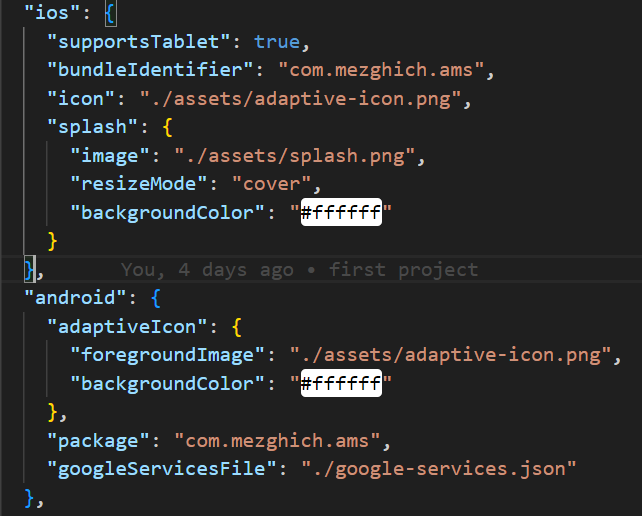 "ios": {
"supportsTablet": true,
"bundleIdentifier": "com.mezghich.ams",
"icon": "./assets/adaptive-icon.png",
"splash": {
"image": "./assets/splash.png",
"resizeMode": "cover",
"backgroundColor": "#ffffff"
}
}, You, 4 days ago • first project
"android": {
"adaptiveIcon": {
"foregroundImage": "./assets/adaptive-icon.png",
"backgroundColor": "#ffffff"
},
"package": "com.mezghich.ams",
"googleServicesFile": "./google-services.json"
},